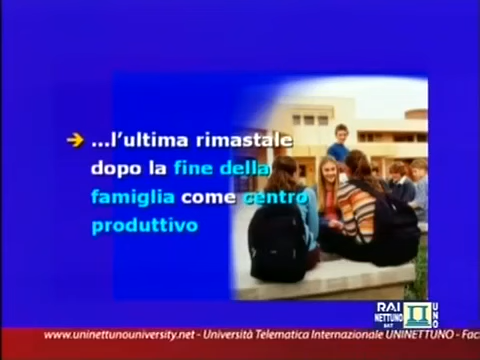 ...l'ultima rimastale
dopo la fine della
famiglia come centro
produttivo
RAI
NETTUNO
SAT
UNO
www.uninettunouniversity.net - Università Telematica Internazionale UNINETTUNO - Fac